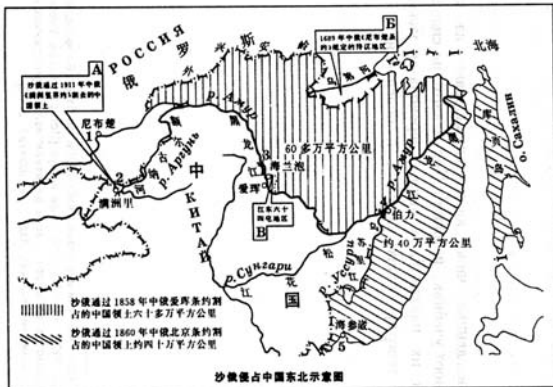 А
Б
沙俄通过1911年中俄
《满洲里界约》割占的中
国领土
1689年中俄《尼布楚条
约》规定的待议地区
РОССИЯ
俄 罗 斯
外 兴 安 岭
北海
尼布楚
1
2
满洲里
额 尔 古 纳 河
р. Аргунь
р. Амур
黑 龙 江
3
海兰泡
瑷珲
江东六十
四屯地区
В
60多万平方公里
中
КИТАЙ
国
р. Амур
黑 龙 江
4
伯力
约40万平方公里
库 页 岛
о. Сахалин
р. Сунгари
松 花 江
р. Уссури
乌 苏 里 江
海参崴
5
沙俄通过1858年中俄爱珲条约割
占的中国领土六十多万平方公里
沙俄通过1860年中俄北京条约割
占的中国领土约四十万平方公里
沙俄侵占中国东北示意图